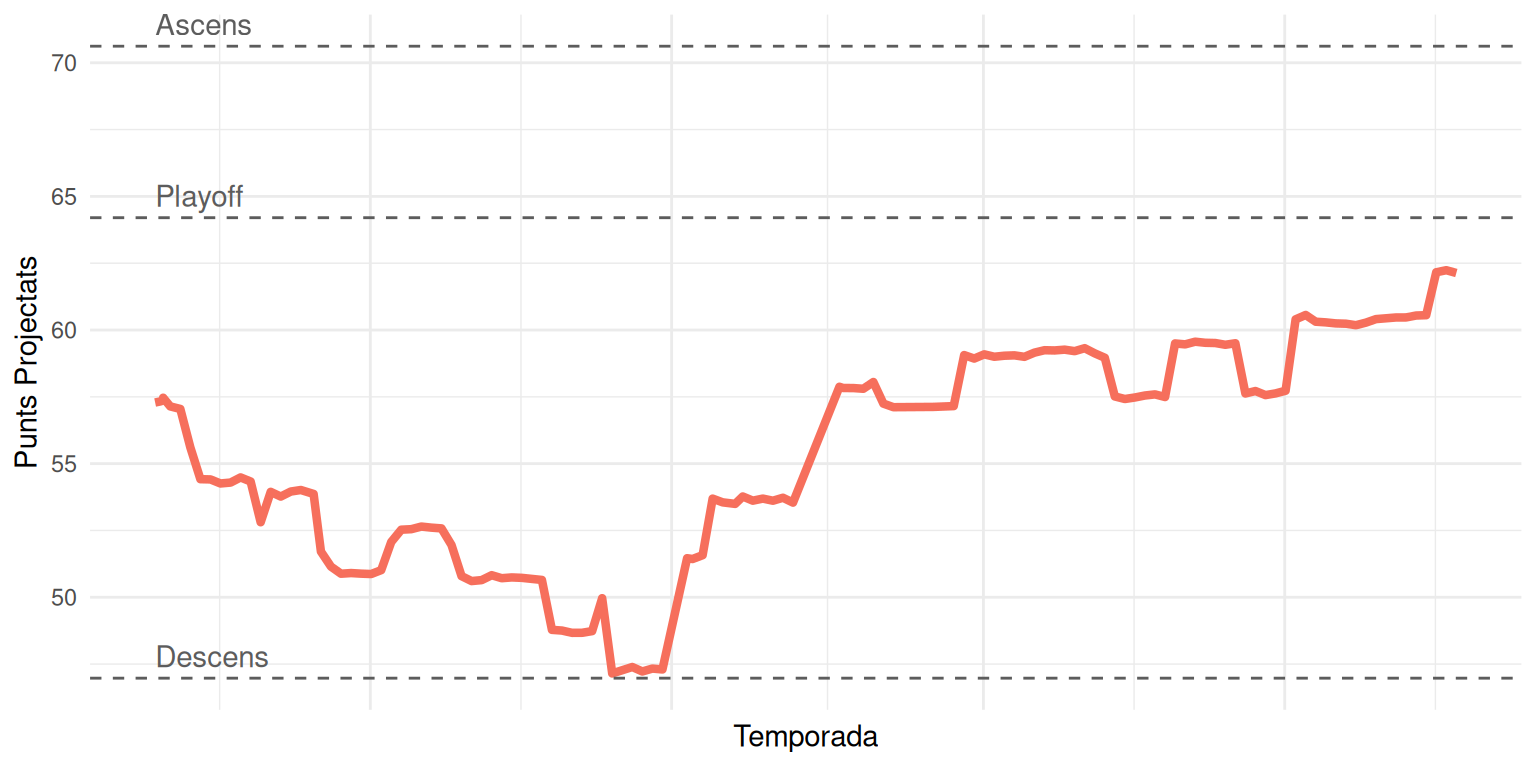 Ascens
70
Playoff
65
60
55
50
Descens
Punts Projectats
Temporada